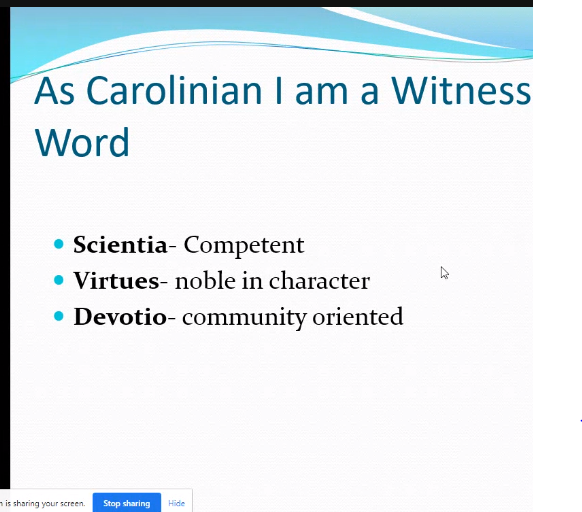 As Carolinian I am a Witness
Word
Scientia- Competent
Virtues- noble in character
Devotio- community oriented
is sharing your screen. Stop sharing Hide